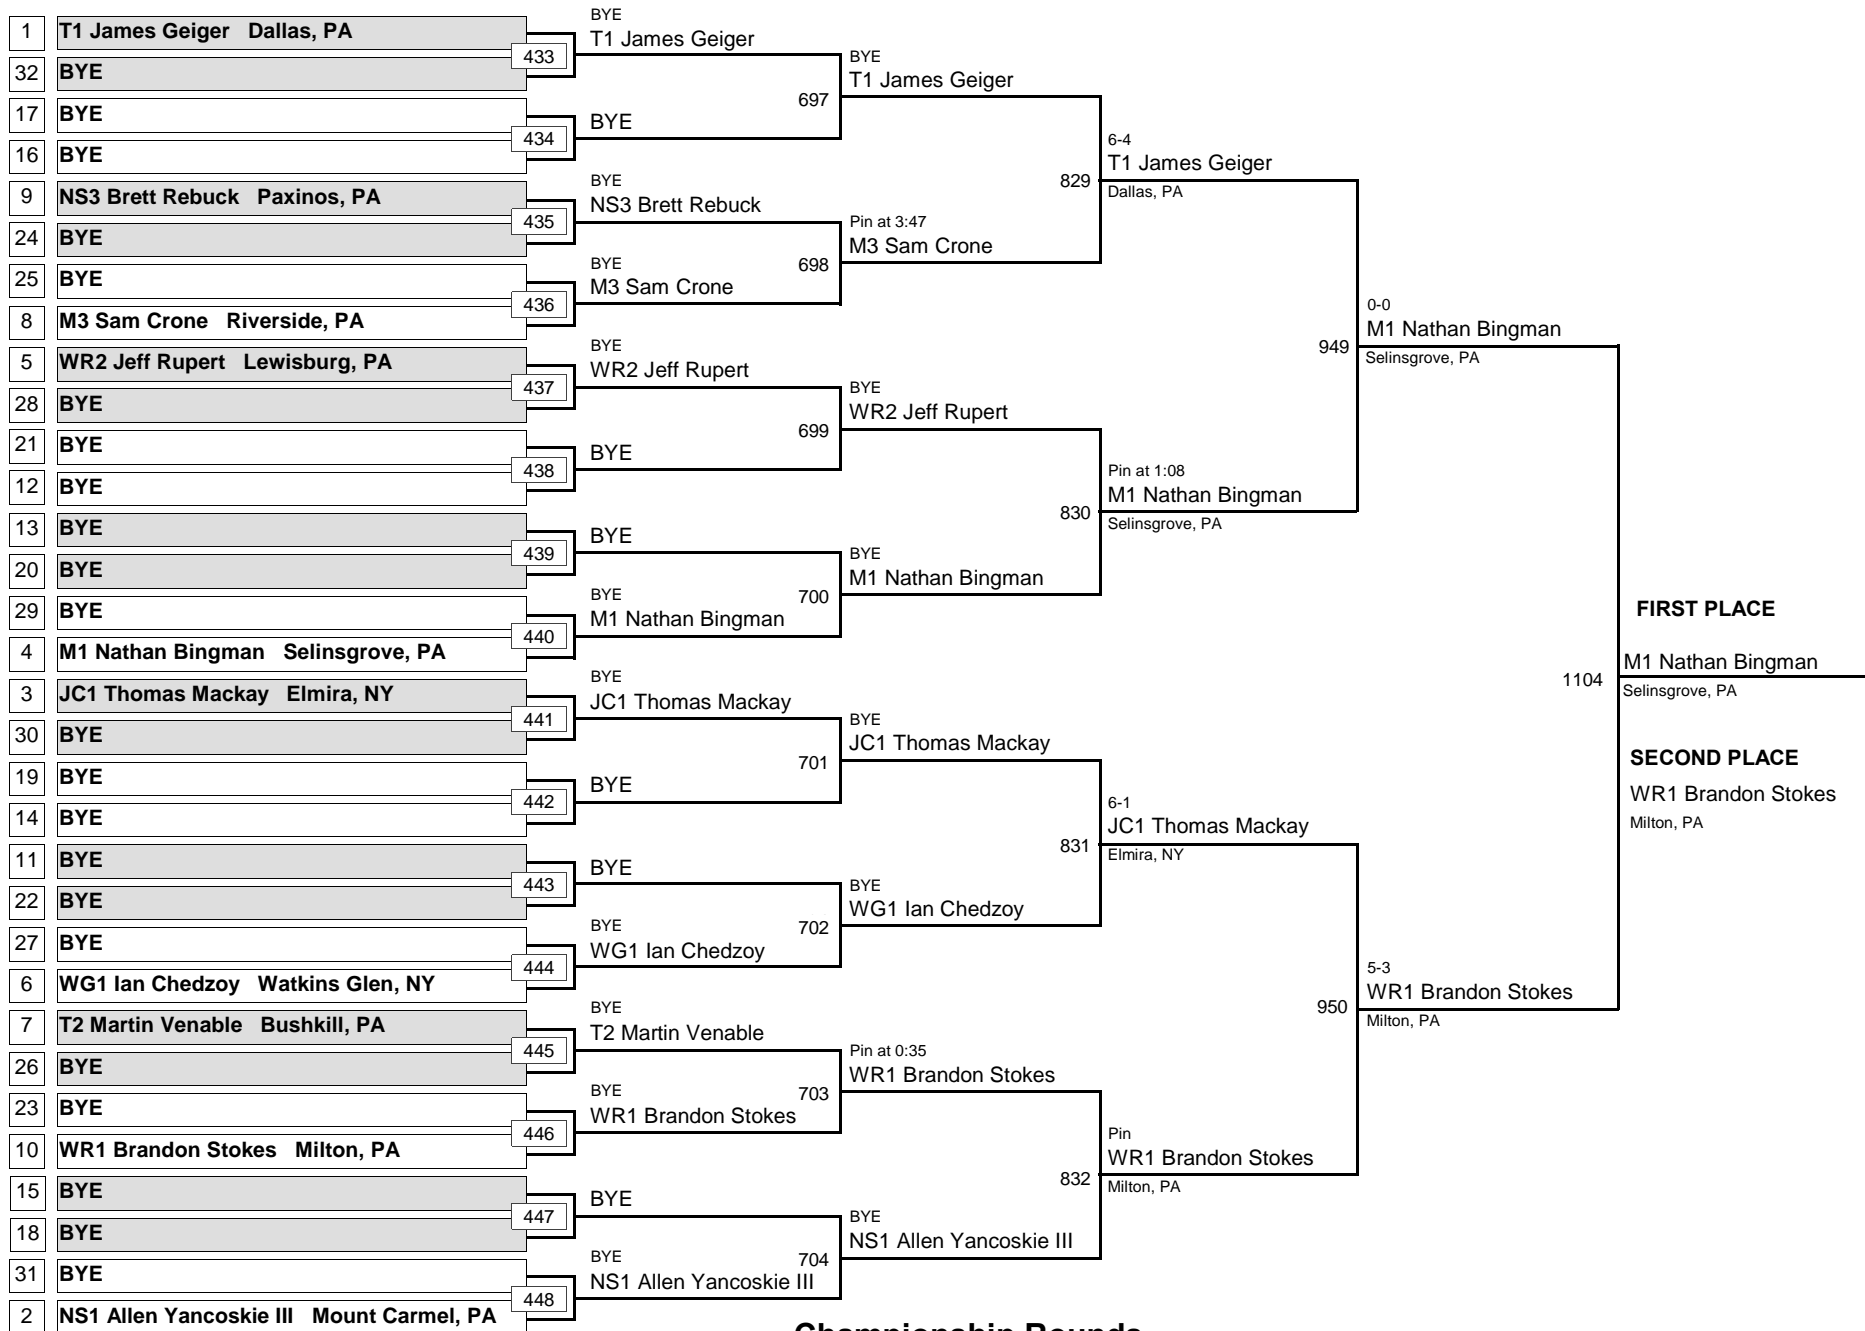 1 T1 James Geiger Dallas, PA
32 BYE
17 BYE
16 BYE
9 NS3 Brett Rebuck Paxinos, PA
24 BYE
25 BYE
8 M3 Sam Crone Riverside, PA
5 WR2 Jeff Rupert Lewisburg, PA
28 BYE
21 BYE
12 BYE
13 BYE
20 BYE
29 BYE
4 M1 Nathan Bingman Selinsgrove, PA
3 JC1 Thomas Mackay Elmira, NY
30 BYE
19 BYE
14 BYE
11 BYE
22 BYE
27 BYE
6 WG1 Ian Chedzoy Watkins Glen, NY
7 T2 Martin Venable Bushkill, PA
26 BYE
23 BYE
10 WR1 Brandon Stokes Milton, PA
15 BYE
18 BYE
31 BYE
2 NS1 Allen Yancoskie III Mount Carmel, PA
433
434
435
436
437
438
439
440
441
442
443
444
445
446
447
448
BYE
T1 James Geiger
BYE
BYE
NS3 Brett Rebuck
BYE
M3 Sam Crone
BYE
WR2 Jeff Rupert
BYE
BYE
BYE
M1 Nathan Bingman
BYE
JC1 Thomas Mackay
BYE
BYE
BYE
WG1 Ian Chedzoy
BYE
T2 Martin Venable
BYE
WR1 Brandon Stokes
BYE
BYE
NS1 Allen Yancoskie III
697
698
699
700
701
702
703
704
BYE
T1 James Geiger
Pin at 3:47
M3 Sam Crone
BYE
WR2 Jeff Rupert
BYE
M1 Nathan Bingman
BYE
JC1 Thomas Mackay
BYE
WG1 Ian Chedzoy
Pin at 0:35
WR1 Brandon Stokes
BYE
NS1 Allen Yancoskie III
829
830
831
832
6-4
T1 James Geiger
Dallas, PA
Pin at 1:08
M1 Nathan Bingman
Selinsgrove, PA
6-1
JC1 Thomas Mackay
Elmira, NY
Pin
WR1 Brandon Stokes
Milton, PA
949
950
0-0
M1 Nathan Bingman
Selinsgrove, PA
5-3
WR1 Brandon Stokes
Milton, PA
1104
FIRST PLACE
M1 Nathan Bingman
Selinsgrove, PA
SECOND PLACE
WR1 Brandon Stokes
Milton, PA
Championship Rounds